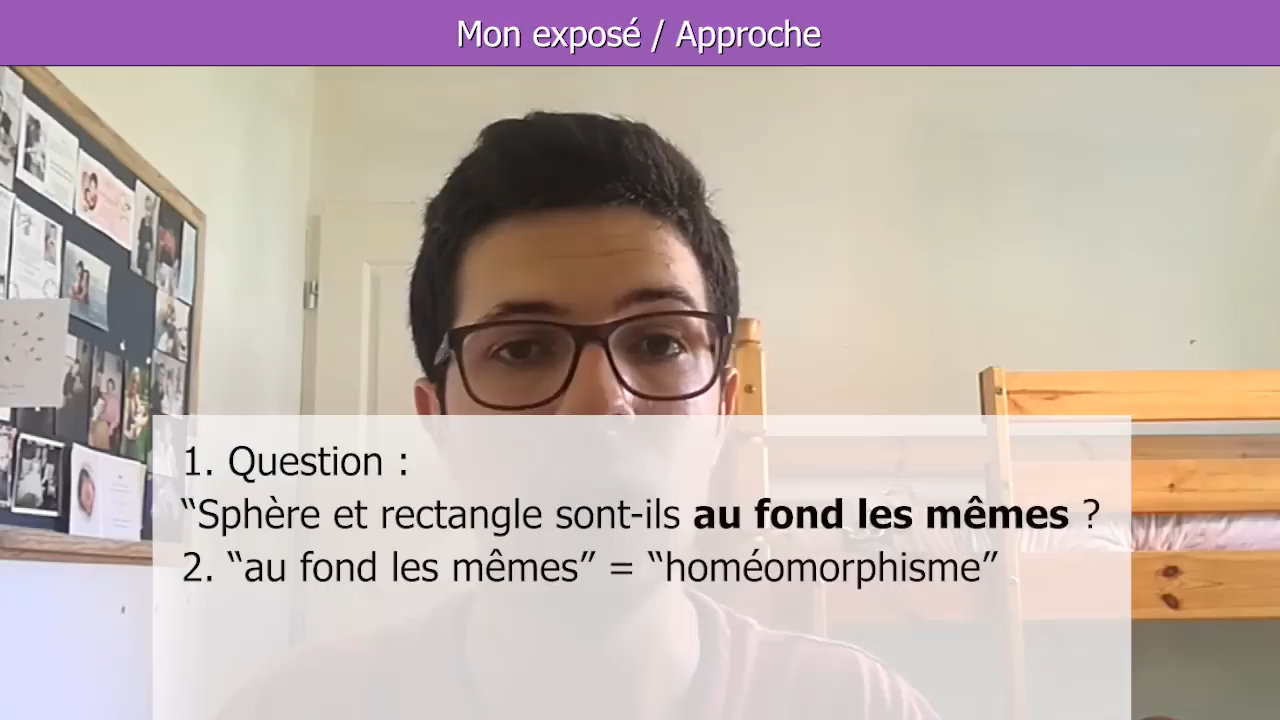 Mon exposé / Approche
1. Question :
“Sphère et rectangle sont-ils au fond les mêmes ?
2. “au fond les mêmes” = “homéomorphisme”